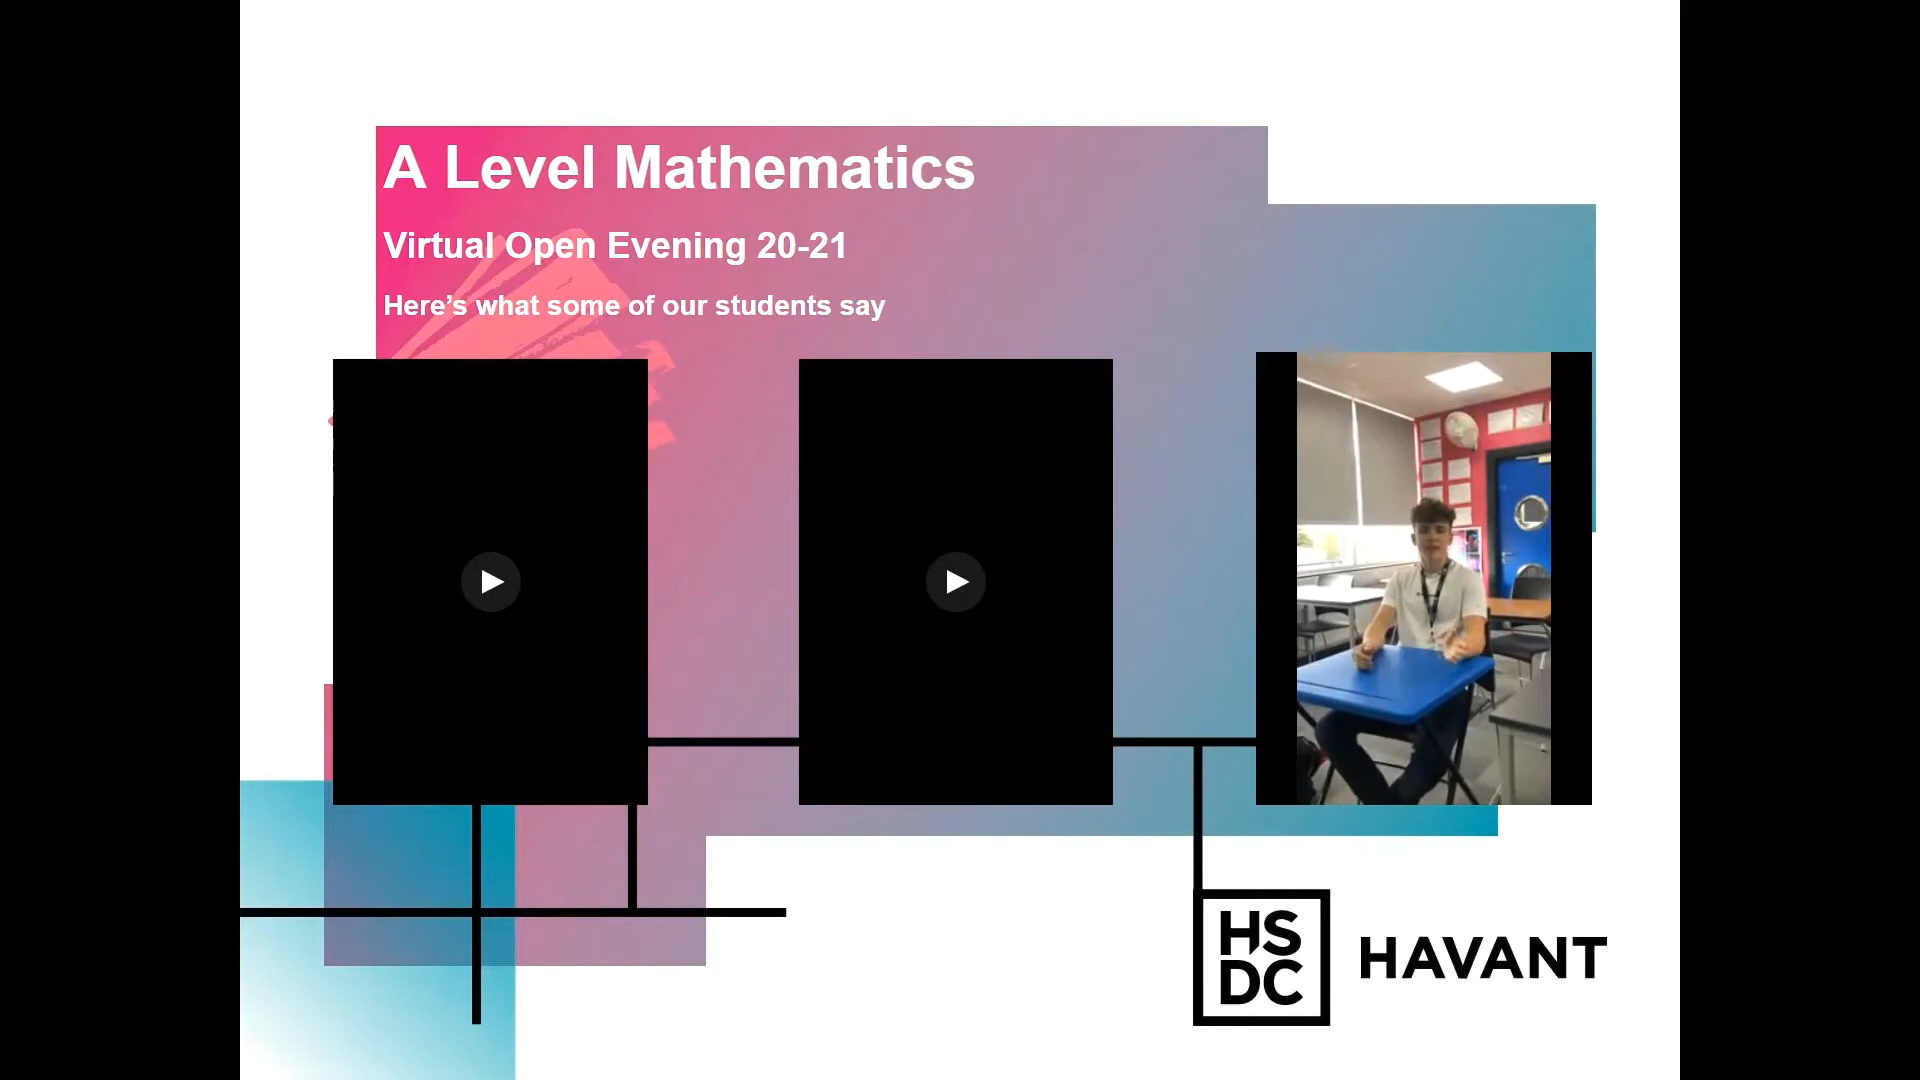 A Level Mathematics
Virtual Open Evening 20-21
Here’s what some of our students say
HS
DC
HAVANT